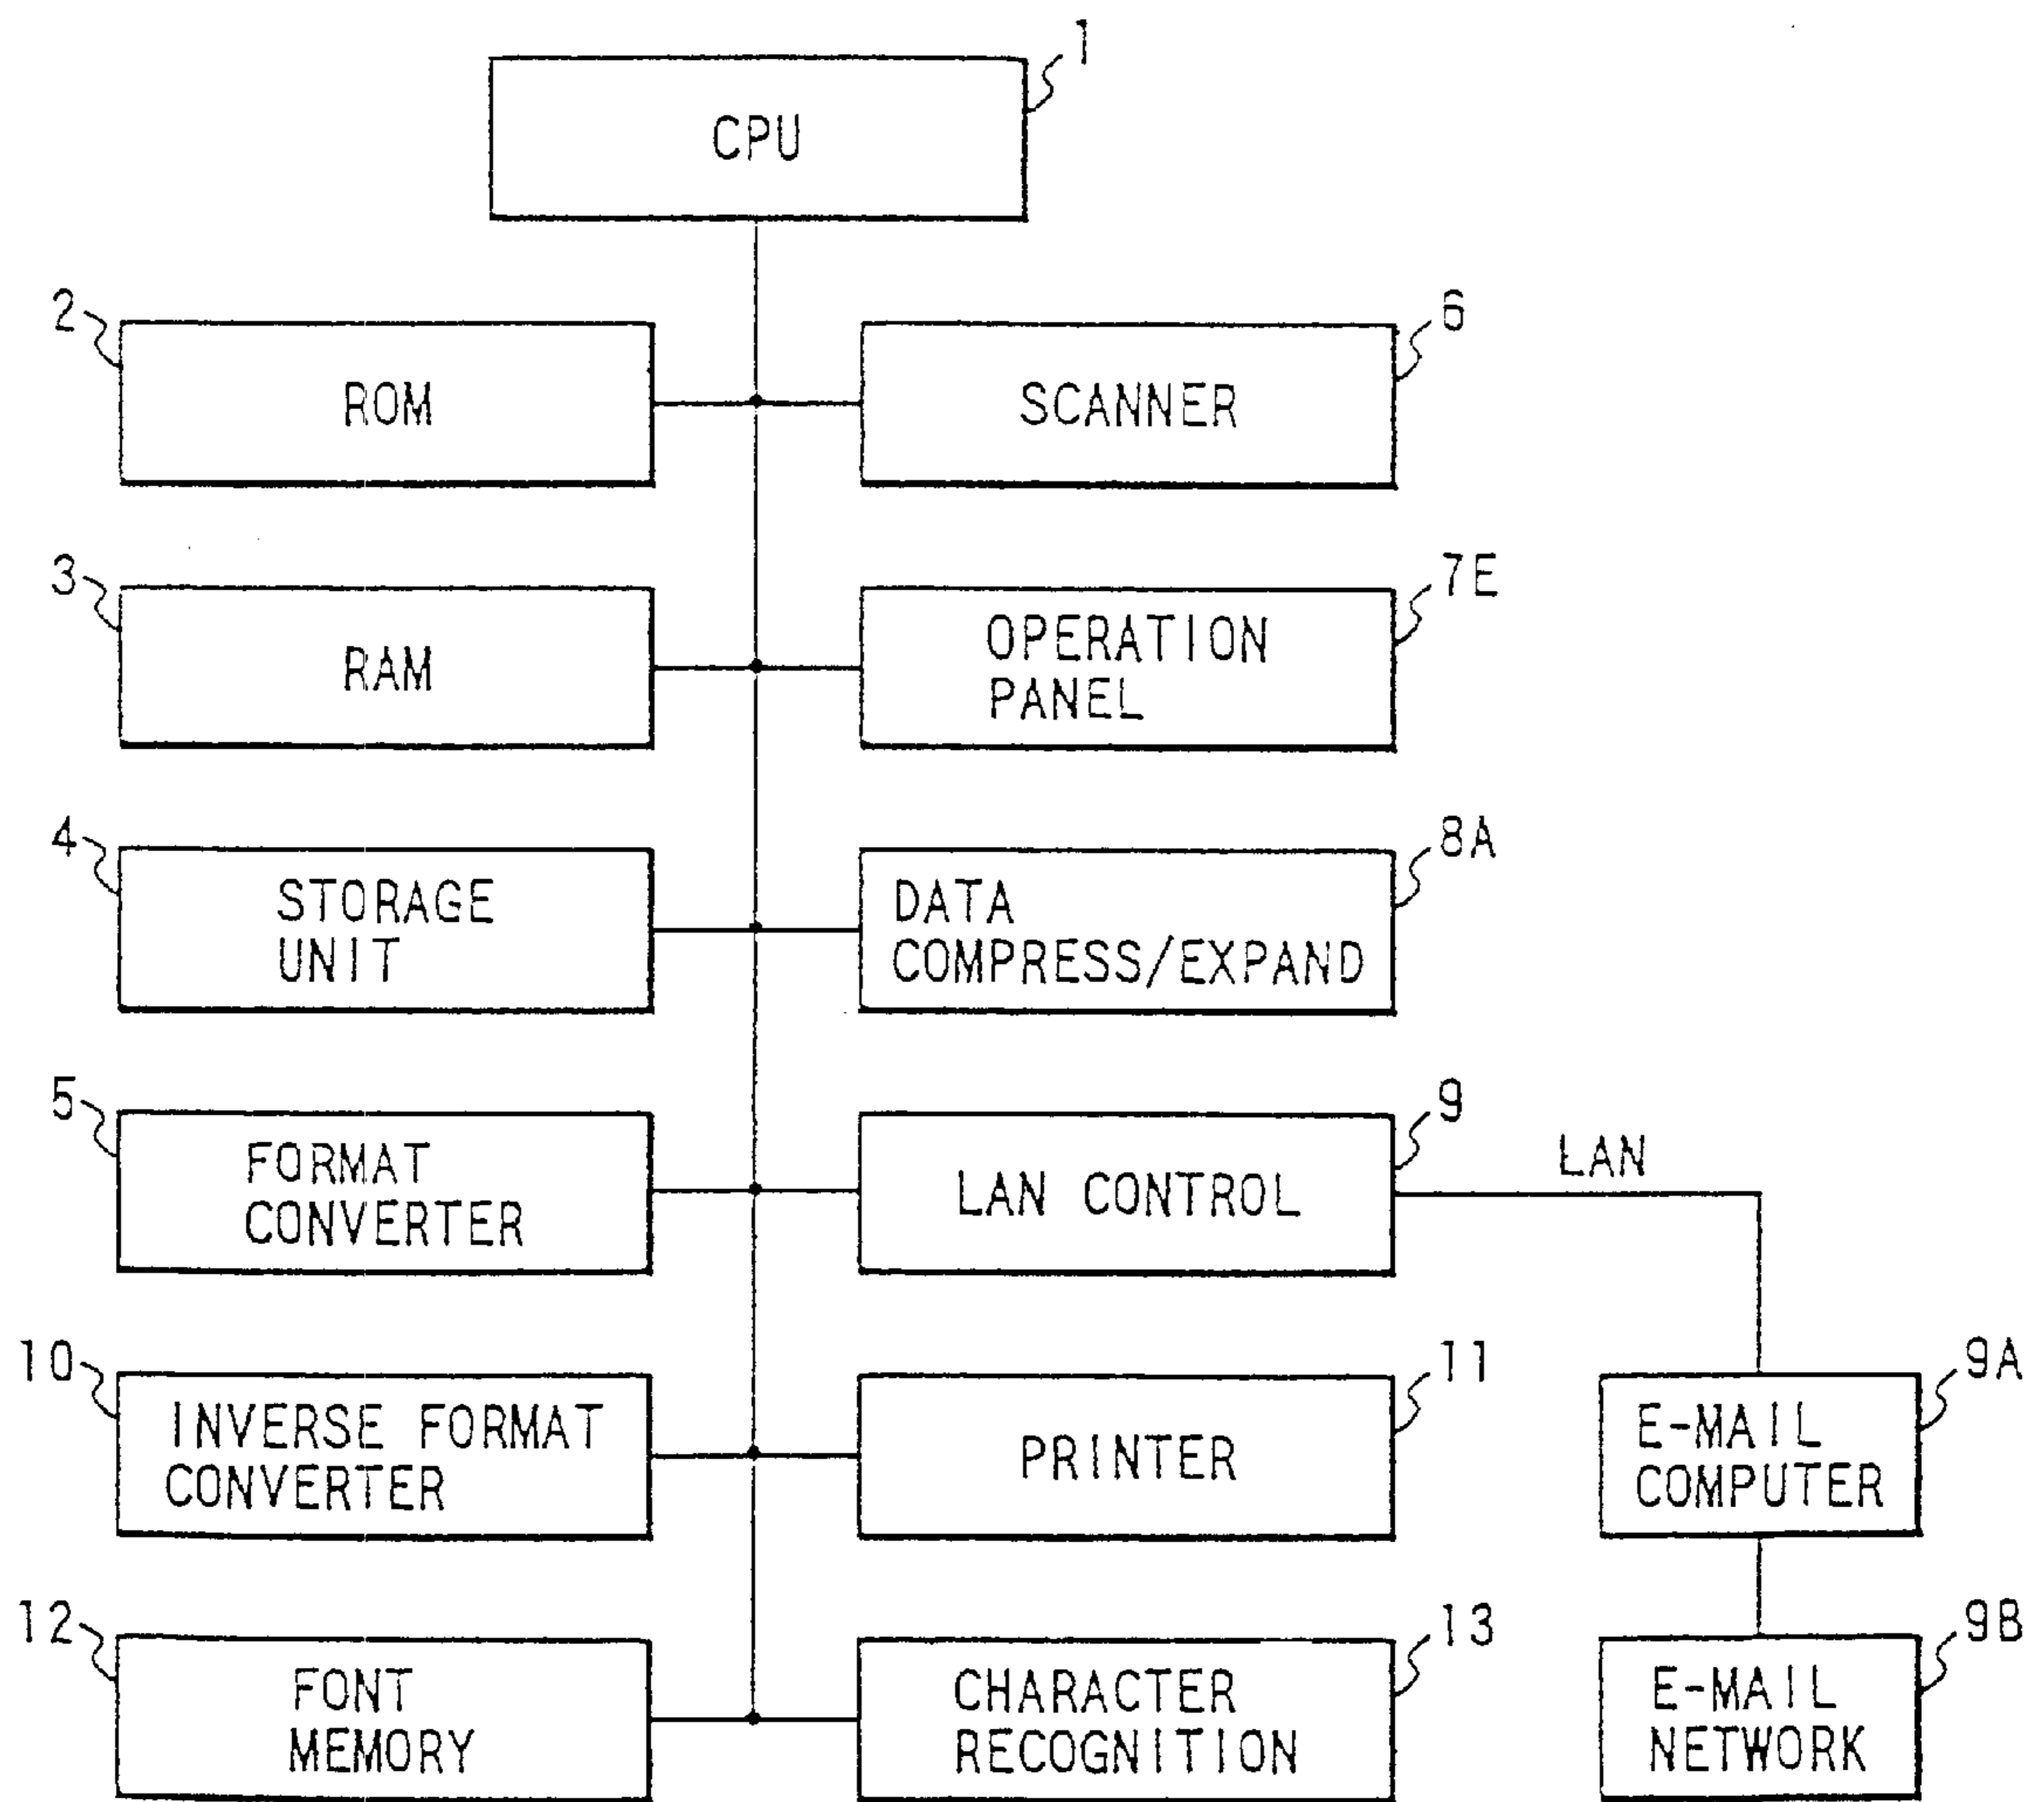 1
CPU
2
ROM
6
SCANNER
3
RAM
7E
OPERATION
PANEL
4
STORAGE
UNIT
8A
DATA
COMPRESS/EXPAND
5
FORMAT
CONVERTER
9
LAN CONTROL
LAN
10
INVERSE FORMAT
CONVERTER
11
PRINTER
9A
E-MAIL
COMPUTER
12
FONT
MEMORY
13
CHARACTER
RECOGNITION
9B
E-MAIL
NETWORK